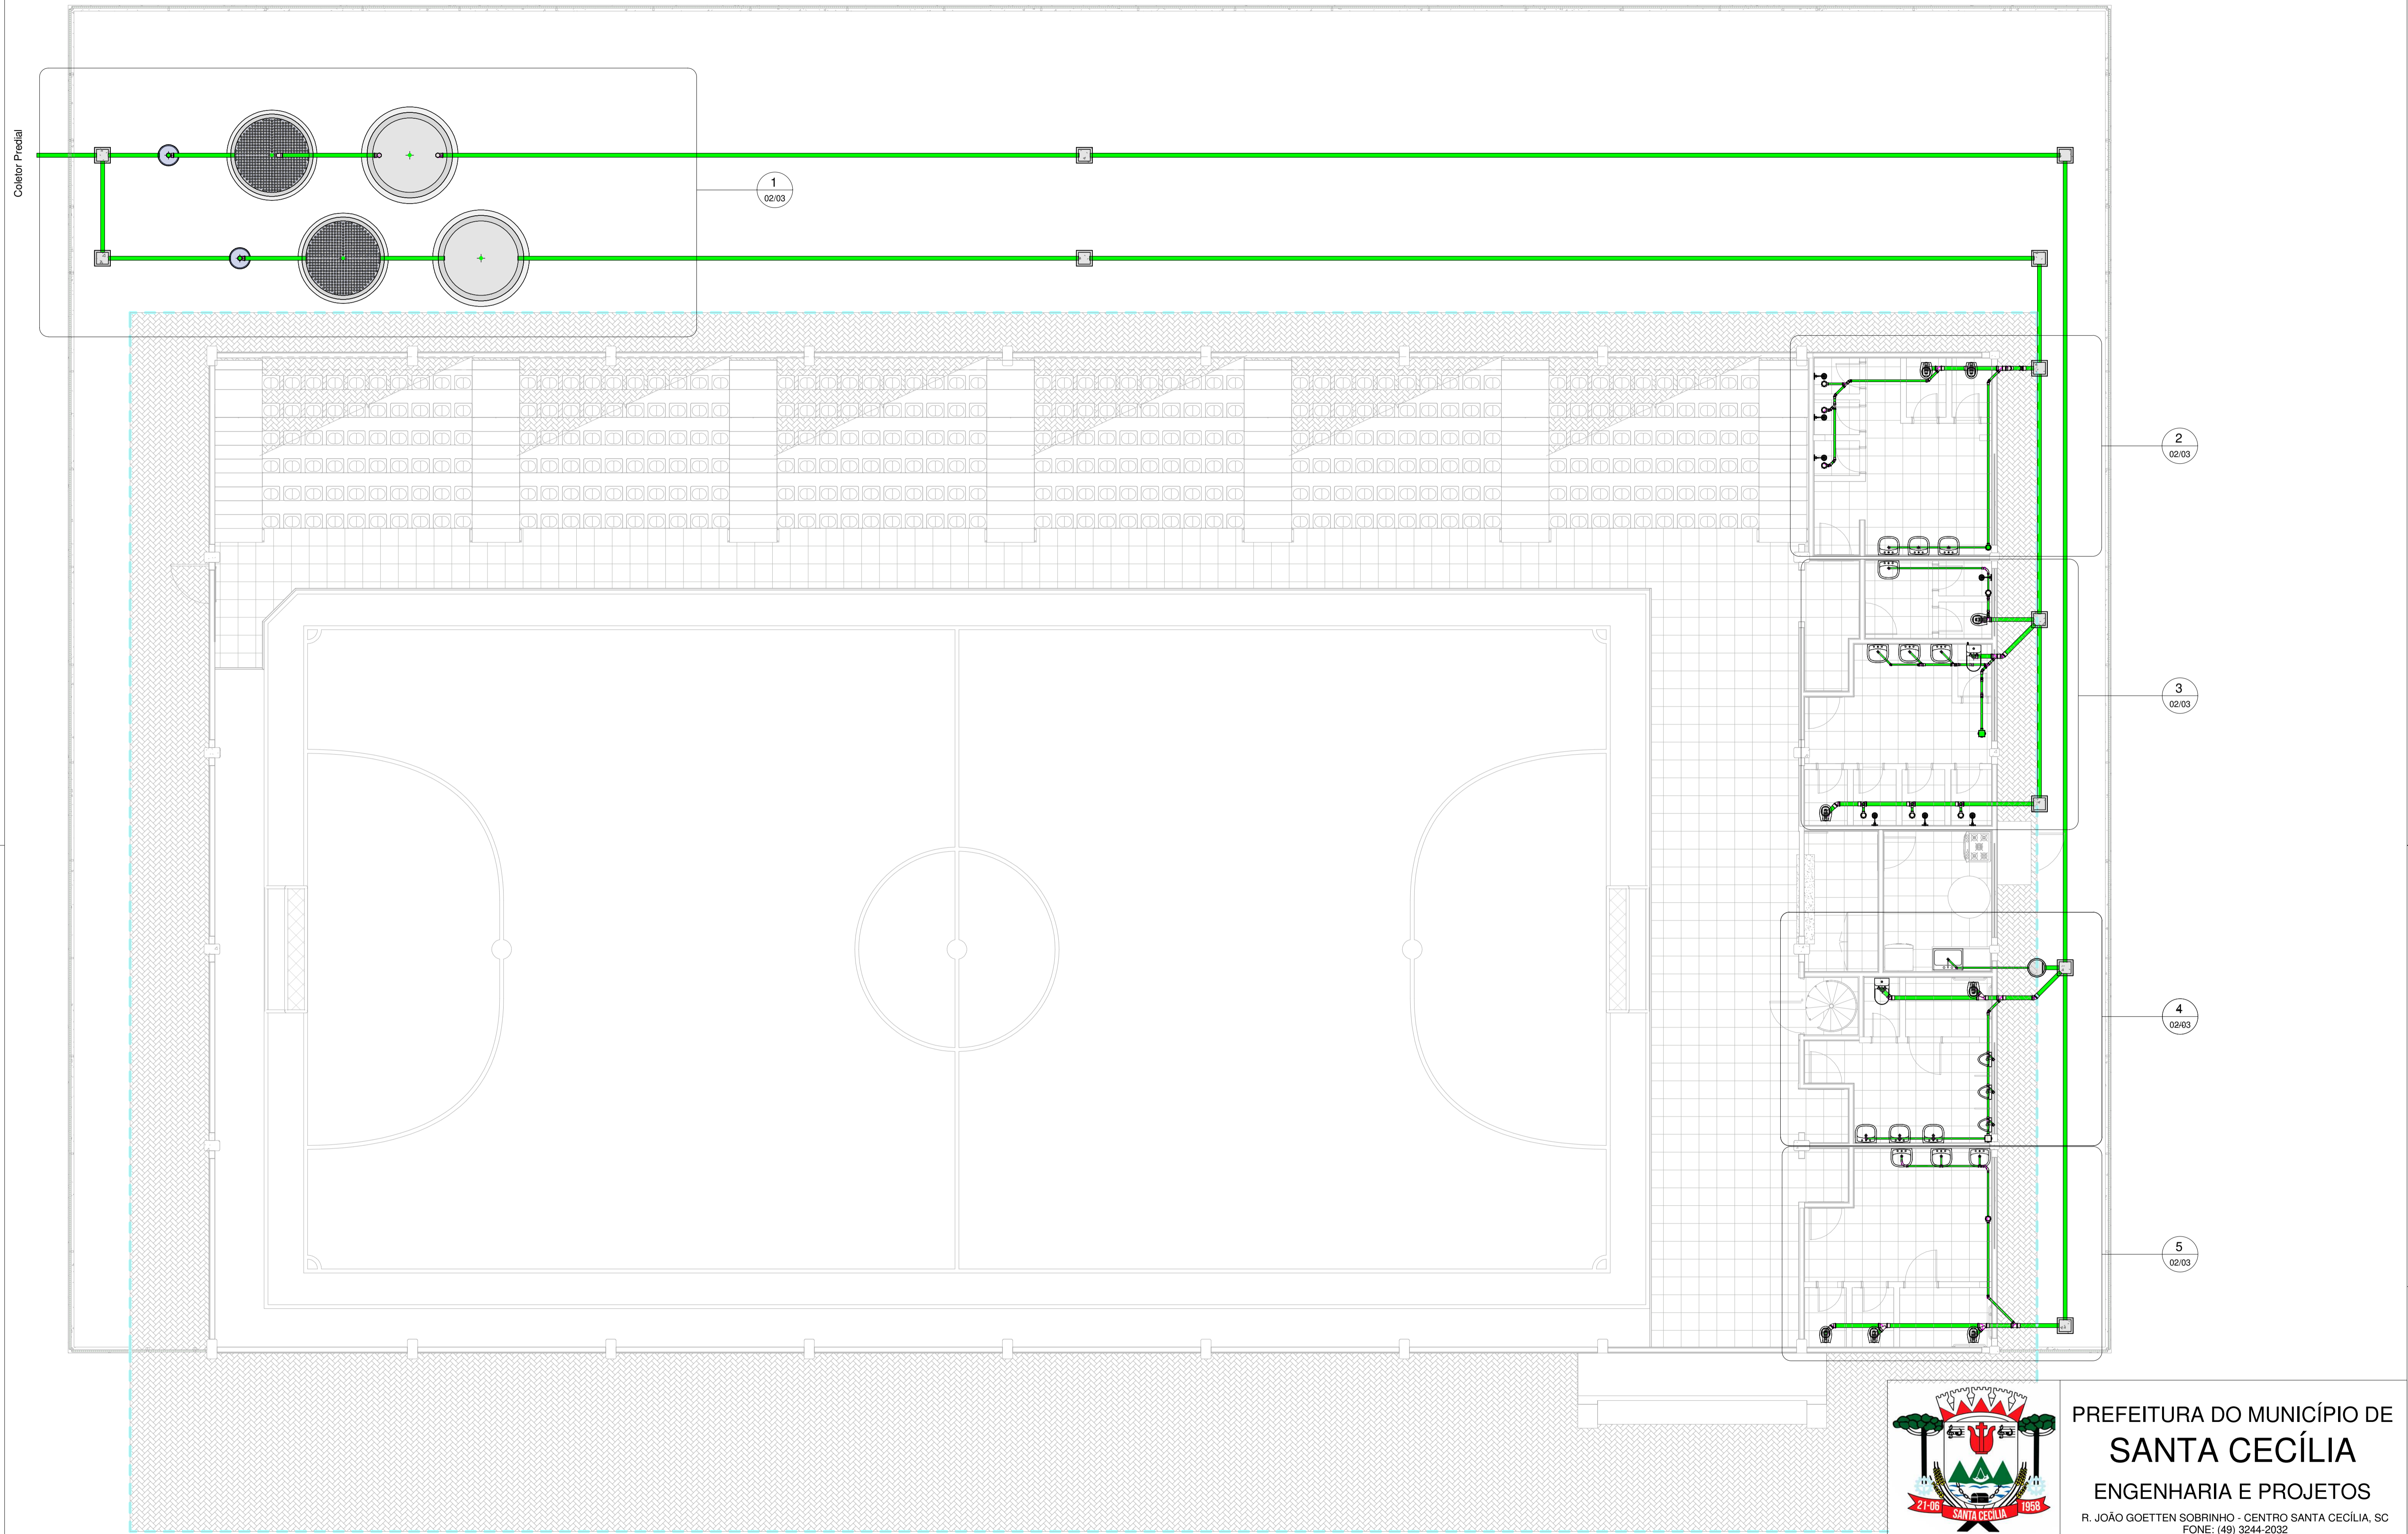 Coletor Predial
1
02/03
2
02/03
3
02/03
4
02/03
5
02/03
21-06
SANTA CECÍLIA
1958
PREFEITURA DO MUNICÍPIO DE
SANTA CECÍLIA
ENGENHARIA E PROJETOS
R. JOÃO GOETTEN SOBRINHO - CENTRO SANTA CECÍLIA, SC
FONE: (49) 3244-2032